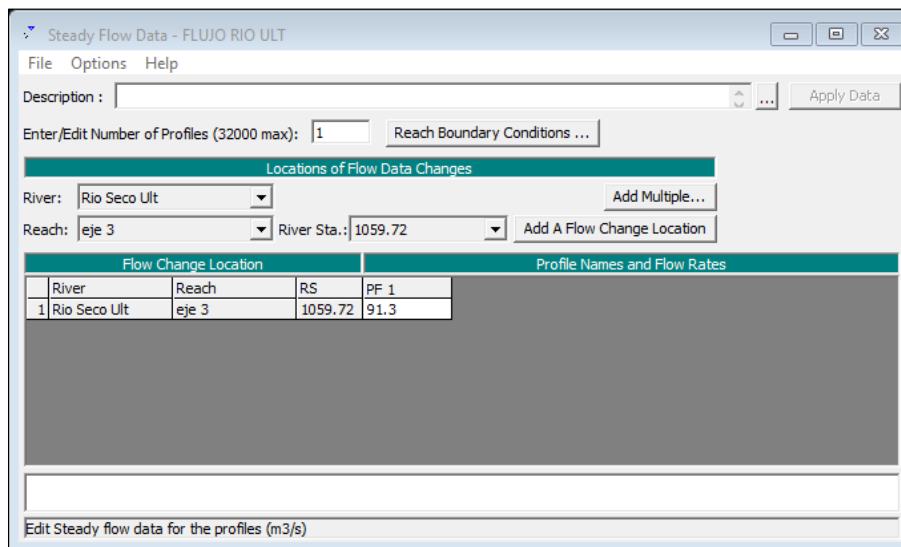 Steady Flow Data - FLUJO RIO ULT
File Options Help
Description : ... Apply Data
Enter/Edit Number of Profiles (32000 max): 1 Reach Boundary Conditions ...
Locations of Flow Data Changes
River: Rio Seco Ult Add Multiple...
Reach: eje 3 River Sta.: 1059.72 Add A Flow Change Location
Flow Change Location Profile Names and Flow Rates
River Reach RS PF 1
1 Rio Seco Ult eje 3 1059.72 91.3
Edit Steady flow data for the profiles (m3/s)